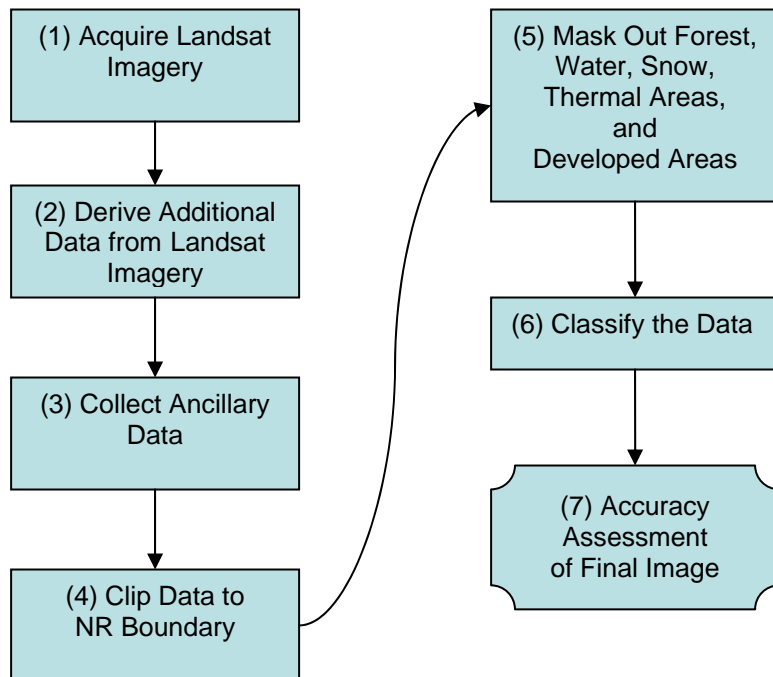 (1) Acquire Landsat
Imagery
(2) Derive Additional
Data from Landsat
Imagery
(3) Collect Ancillary
Data
(4) Clip Data to
NR Boundary
(5) Mask Out Forest,
Water, Snow,
Thermal Areas,
and
Developed Areas
(6) Classify the Data
(7) Accuracy
Assessment
of Final Image